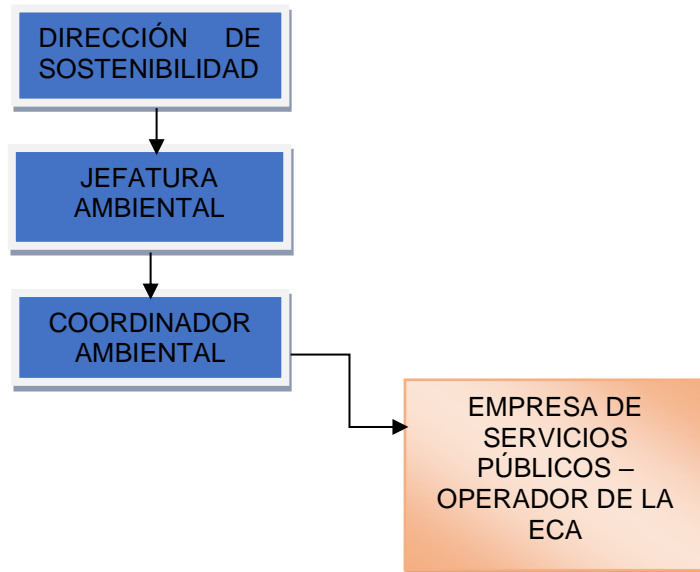 DIRECCIÓN DE
SOSTENIBILIDAD
JEFATURA
AMBIENTAL
COORDINADOR
AMBIENTAL
EMPRESA DE
SERVICIOS
PÚBLICOS –
OPERADOR DE LA
ECA